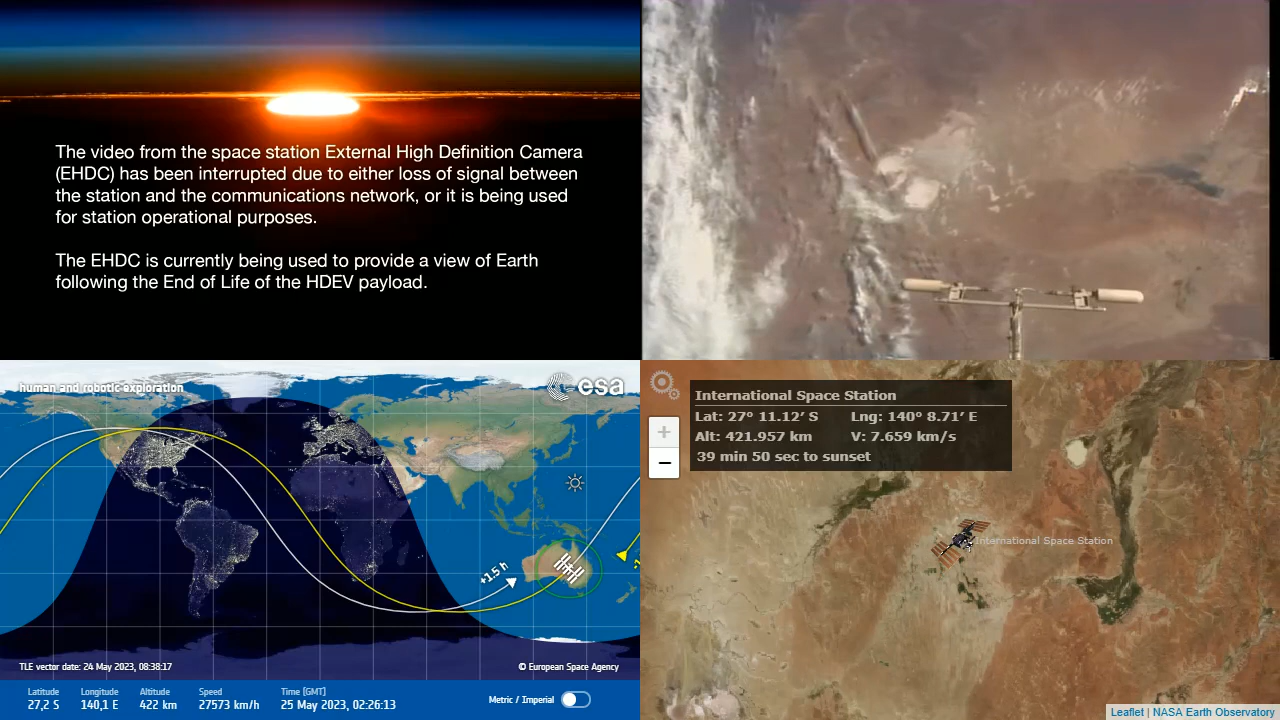 The video from the space station External High Definition Camera
(EHDC) has been interrupted due to either loss of signal between
the station and the communications network, or it is being used
for station operational purposes.
The EHDC is currently being used to provide a view of Earth
following the End of Life of the HDEV payload.
human and robotic exploration
esa
+1.5 h
TLE vector date: 24 May 2023, 08:38:17
© European Space Agency
Latitude
27,2 S
Longitude
140,1 E
Altitude
422 km
Speed
27573 km/h
Time (GMT)
25 May 2023, 02:26:13
Metric / Imperial
International Space Station
Lat: 27° 11.12′ S Lng: 140° 8.71′ E
Alt: 421.957 km V: 7.659 km/s
39 min 50 sec to sunset
+
−
International Space Station
Leaflet | NASA Earth Observatory